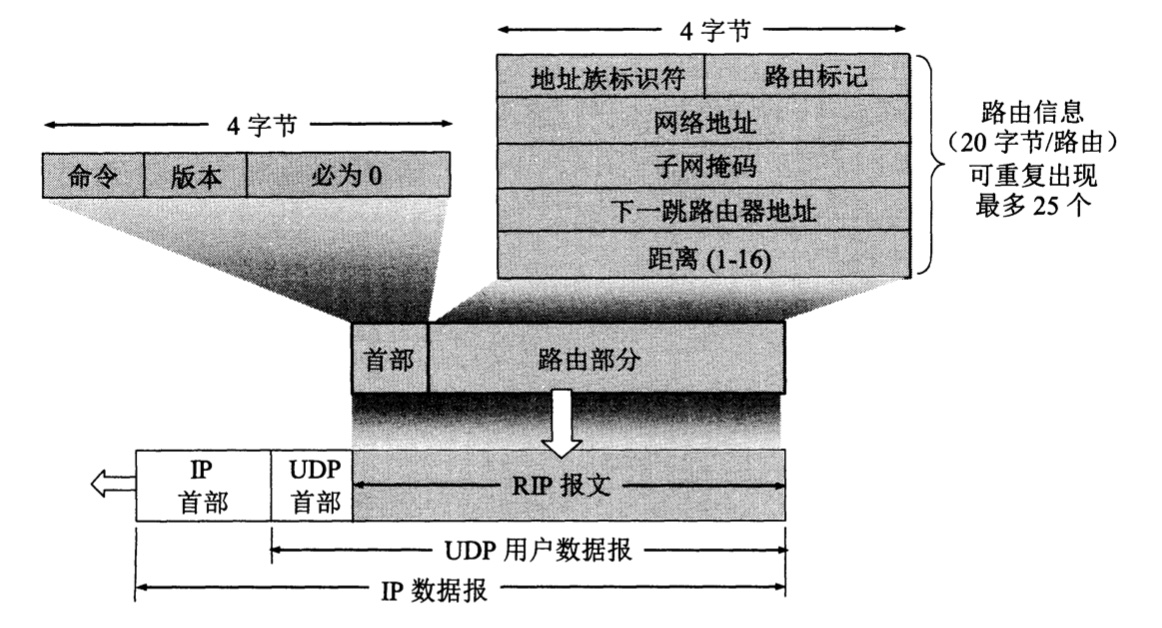 4 字节
地址族标识符 路由标记
网络地址
子网掩码
下一跳路由器地址
距离 (1-16)
路由信息
（20 字节/路由）
可重复出现
最多 25 个
4 字节
命令 版本 必为 0
首部 路由部分
IP
首部
UDP
首部
RIP 报文
UDP 用户数据报
IP 数据报